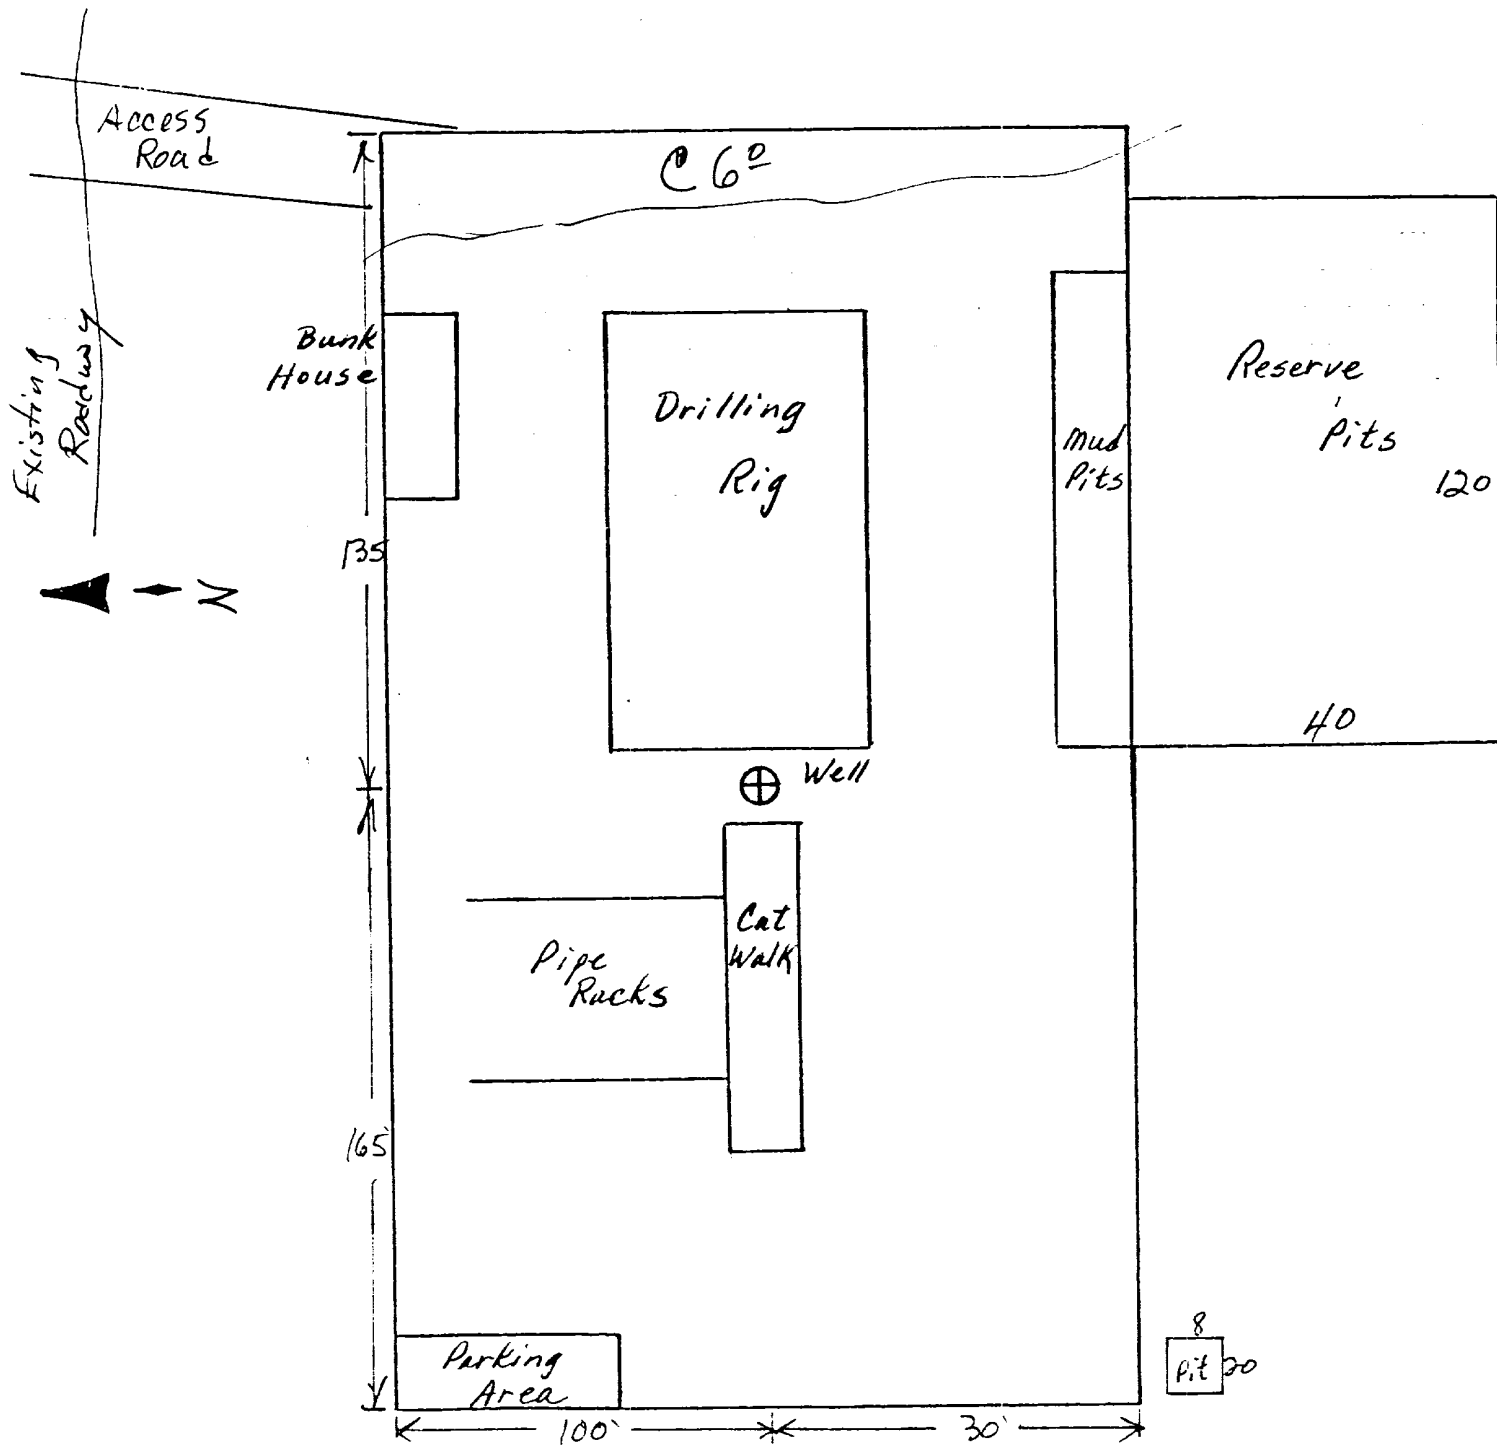 Access
Road
C 6º
Existing
Roadway
Bunk
House
Drilling
Rig
Mud
Pits
Reserve
Pits
120
N
135
40
Well
Cat
Walk
Pipe
Racks
165'
Parking
Area
8
Pit 20
100'
30'